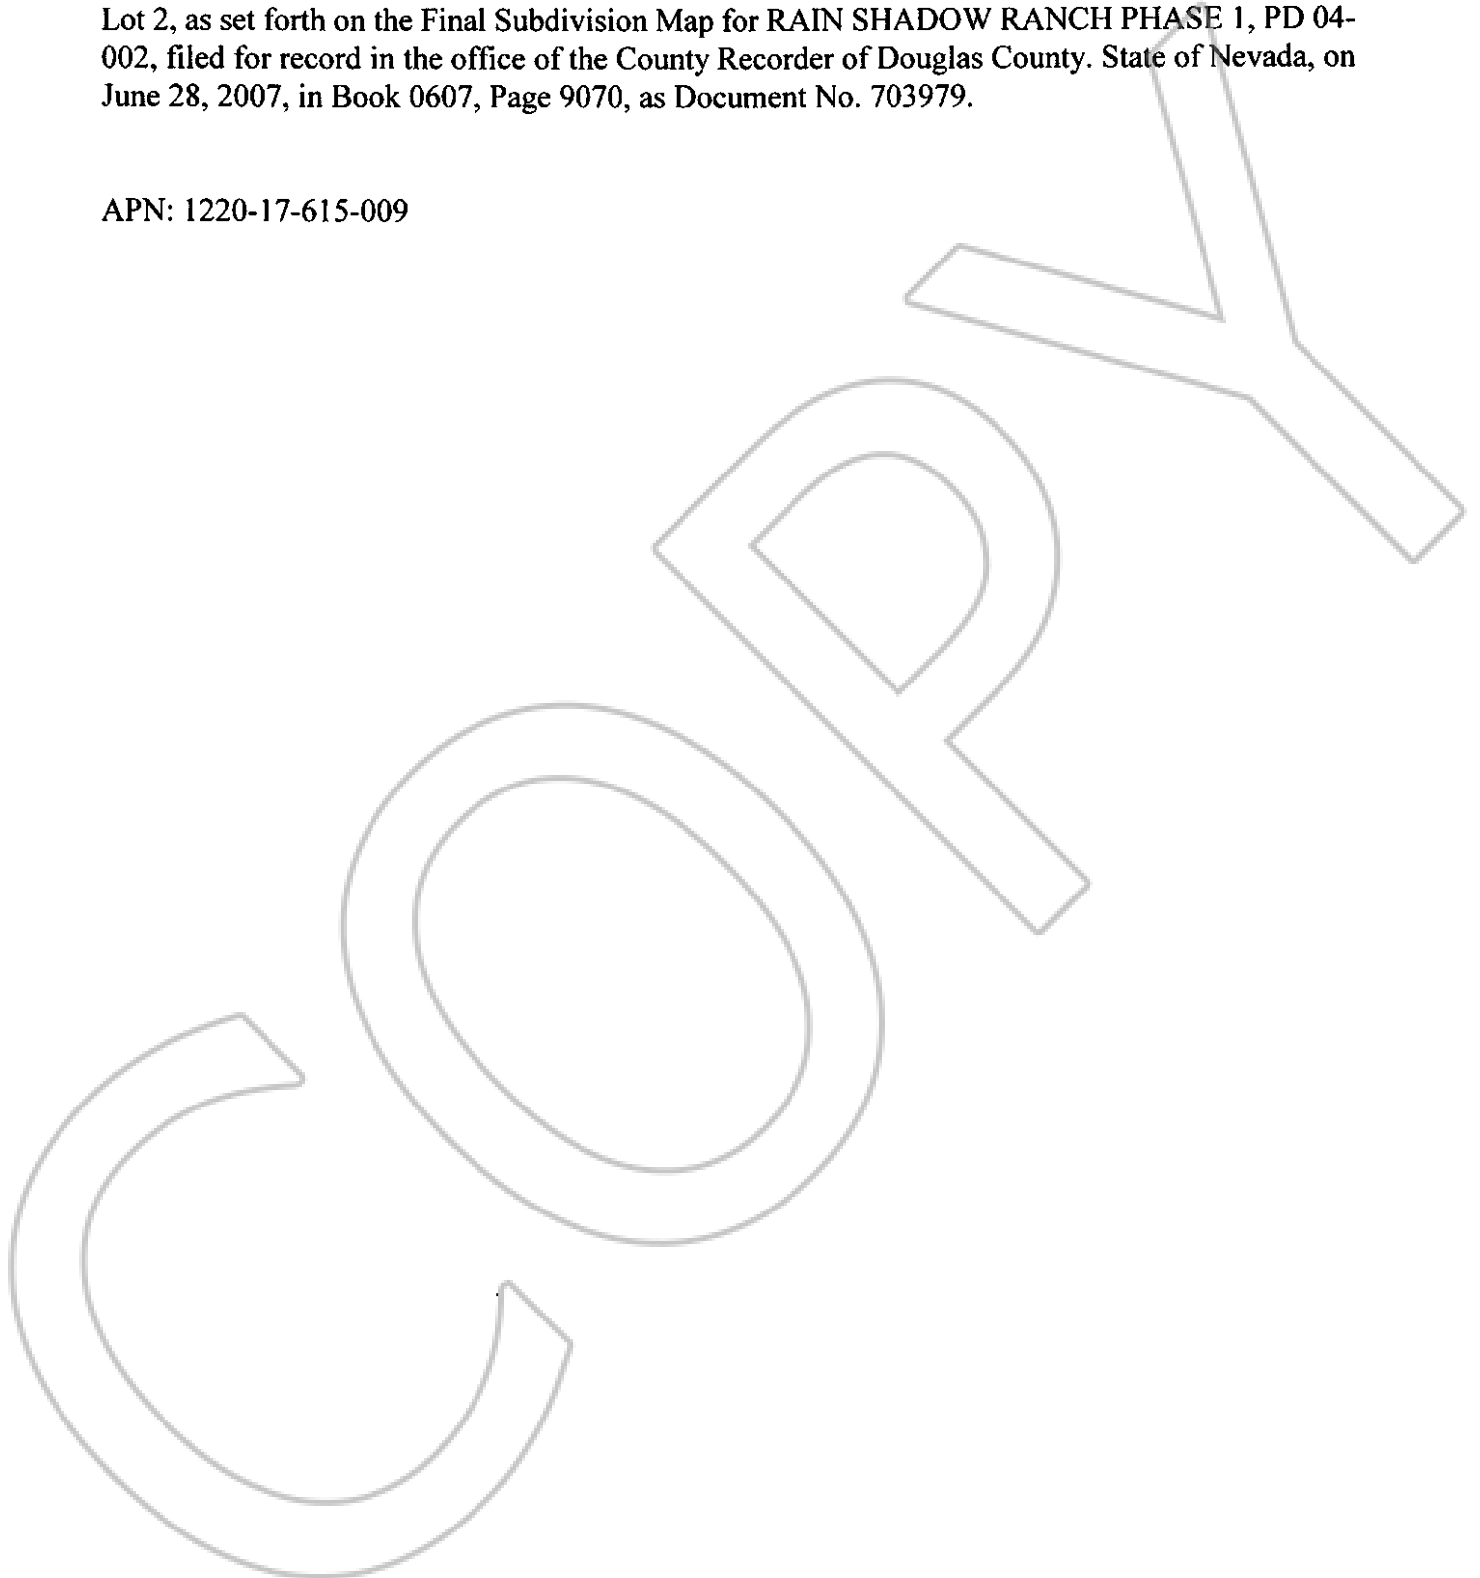 Lot 2, as set forth on the Final Subdivision Map for RAIN SHADOW RANCH PHASE 1, PD 04-
002, filed for record in the office of the County Recorder of Douglas County. State of Nevada, on
June 28, 2007, in Book 0607, Page 9070, as Document No. 703979.
APN: 1220-17-615-009
COPY